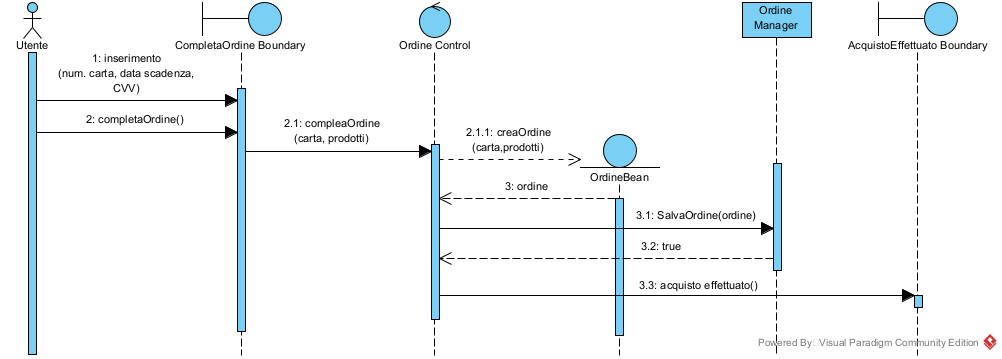 Utente
CompletaOrdine Boundary
Ordine Control
Ordine
Manager
AcquistoEffettuato Boundary
1: inserimento
(num. carta, data scadenza,
CVV)
2: completaOrdine()
2.1: compleaOrdine
(carta, prodotti)
2.1.1: creaOrdine
(carta,prodotti)
OrdineBean
3: ordine
3.1: SalvaOrdine(ordine)
3.2: true
3.3: acquisto effettuato()
Powered By Visual Paradigm Community Edition